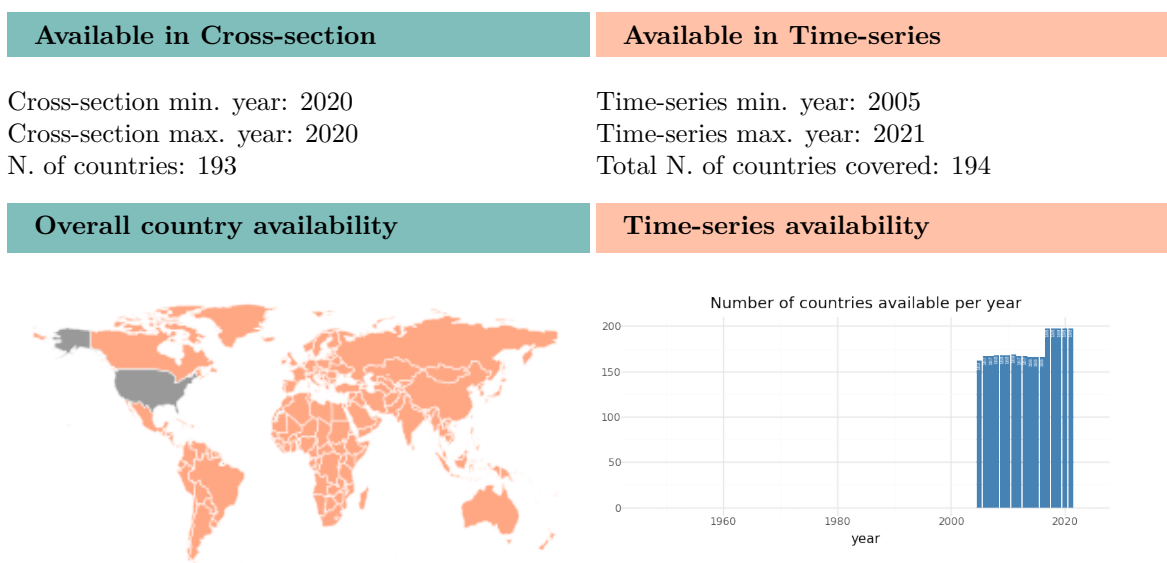 Available in Cross-section
Available in Time-series
Cross-section min. year: 2020
Cross-section max. year: 2020
N. of countries: 193
Time-series min. year: 2005
Time-series max. year: 2021
Total N. of countries covered: 194
Overall country availability
Time-series availability
Number of countries available per year
200
150
100
50
0
1960 1980 2000 2020
year